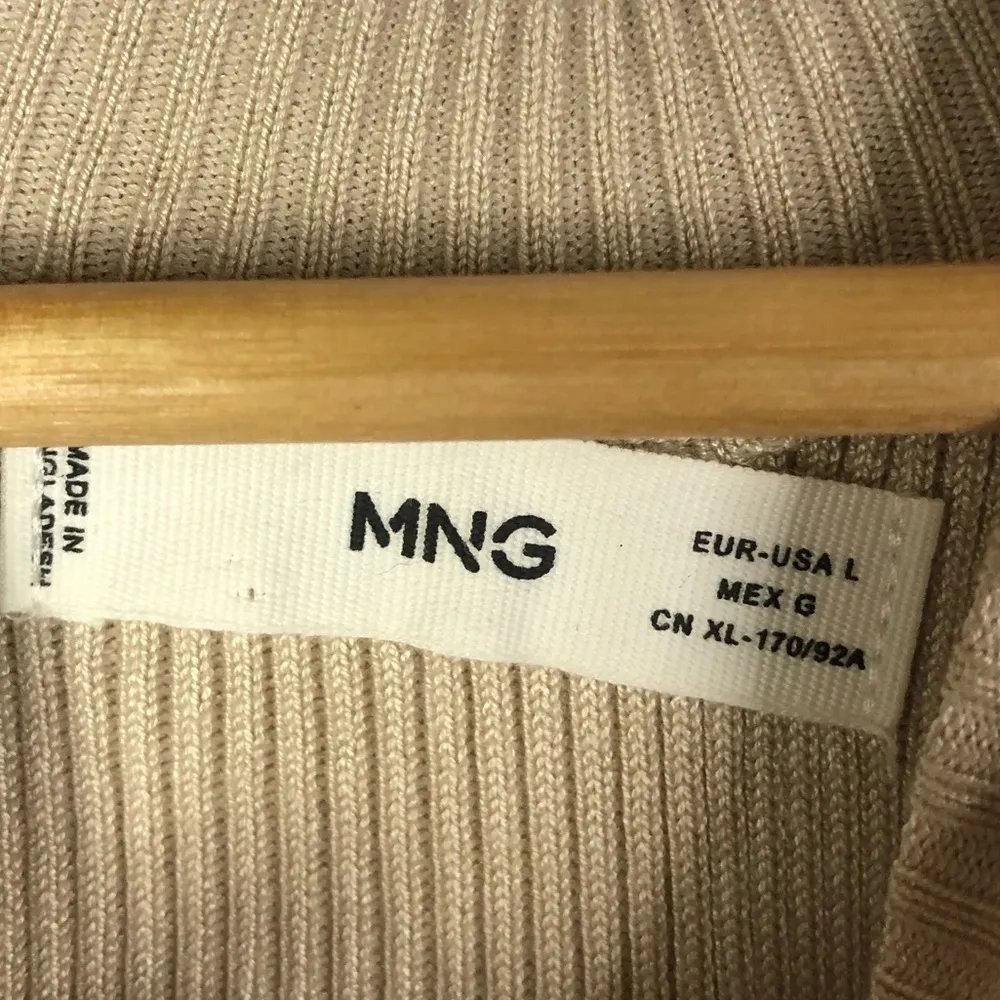 MADE IN
MNG
EUR-USA L
MEX G
CN XL-170/92A